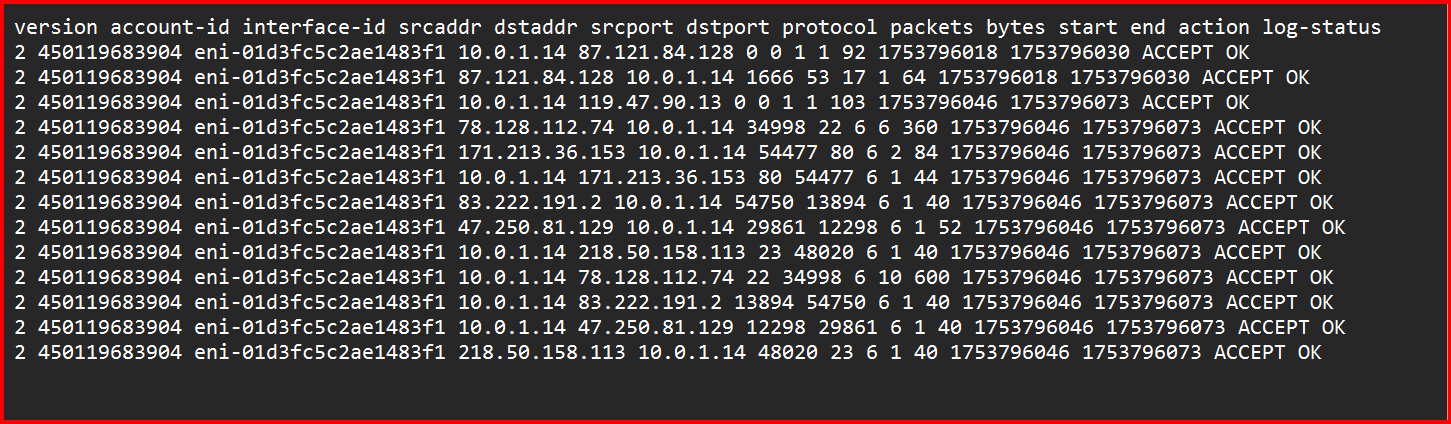 version account-id interface-id srcaddr dstaddr srcport dstport protocol packets bytes start end action log-status
2 450119683904 eni-01d3fc5c2ae1483f1 10.0.1.14 87.121.84.128 0 0 1 1 92 1753796018 1753796030 ACCEPT OK
2 450119683904 eni-01d3fc5c2ae1483f1 87.121.84.128 10.0.1.14 1666 53 17 1 64 1753796018 1753796030 ACCEPT OK
2 450119683904 eni-01d3fc5c2ae1483f1 10.0.1.14 119.47.90.13 0 0 1 1 103 1753796046 1753796073 ACCEPT OK
2 450119683904 eni-01d3fc5c2ae1483f1 78.128.112.74 10.0.1.14 34998 22 6 6 360 1753796046 1753796073 ACCEPT OK
2 450119683904 eni-01d3fc5c2ae1483f1 171.213.36.153 10.0.1.14 54477 80 6 2 84 1753796046 1753796073 ACCEPT OK
2 450119683904 eni-01d3fc5c2ae1483f1 10.0.1.14 171.213.36.153 80 54477 6 1 44 1753796046 1753796073 ACCEPT OK
2 450119683904 eni-01d3fc5c2ae1483f1 83.222.191.2 10.0.1.14 54750 13894 6 1 40 1753796046 1753796073 ACCEPT OK
2 450119683904 eni-01d3fc5c2ae1483f1 47.250.81.129 10.0.1.14 29861 12298 6 1 52 1753796046 1753796073 ACCEPT OK
2 450119683904 eni-01d3fc5c2ae1483f1 10.0.1.14 218.50.158.113 23 48020 6 1 40 1753796046 1753796073 ACCEPT OK
2 450119683904 eni-01d3fc5c2ae1483f1 10.0.1.14 78.128.112.74 22 34998 6 10 600 1753796046 1753796073 ACCEPT OK
2 450119683904 eni-01d3fc5c2ae1483f1 10.0.1.14 83.222.191.2 13894 54750 6 1 40 1753796046 1753796073 ACCEPT OK
2 450119683904 eni-01d3fc5c2ae1483f1 10.0.1.14 47.250.81.129 12298 29861 6 1 40 1753796046 1753796073 ACCEPT OK
2 450119683904 eni-01d3fc5c2ae1483f1 218.50.158.113 10.0.1.14 48020 23 6 1 40 1753796046 1753796073 ACCEPT OK